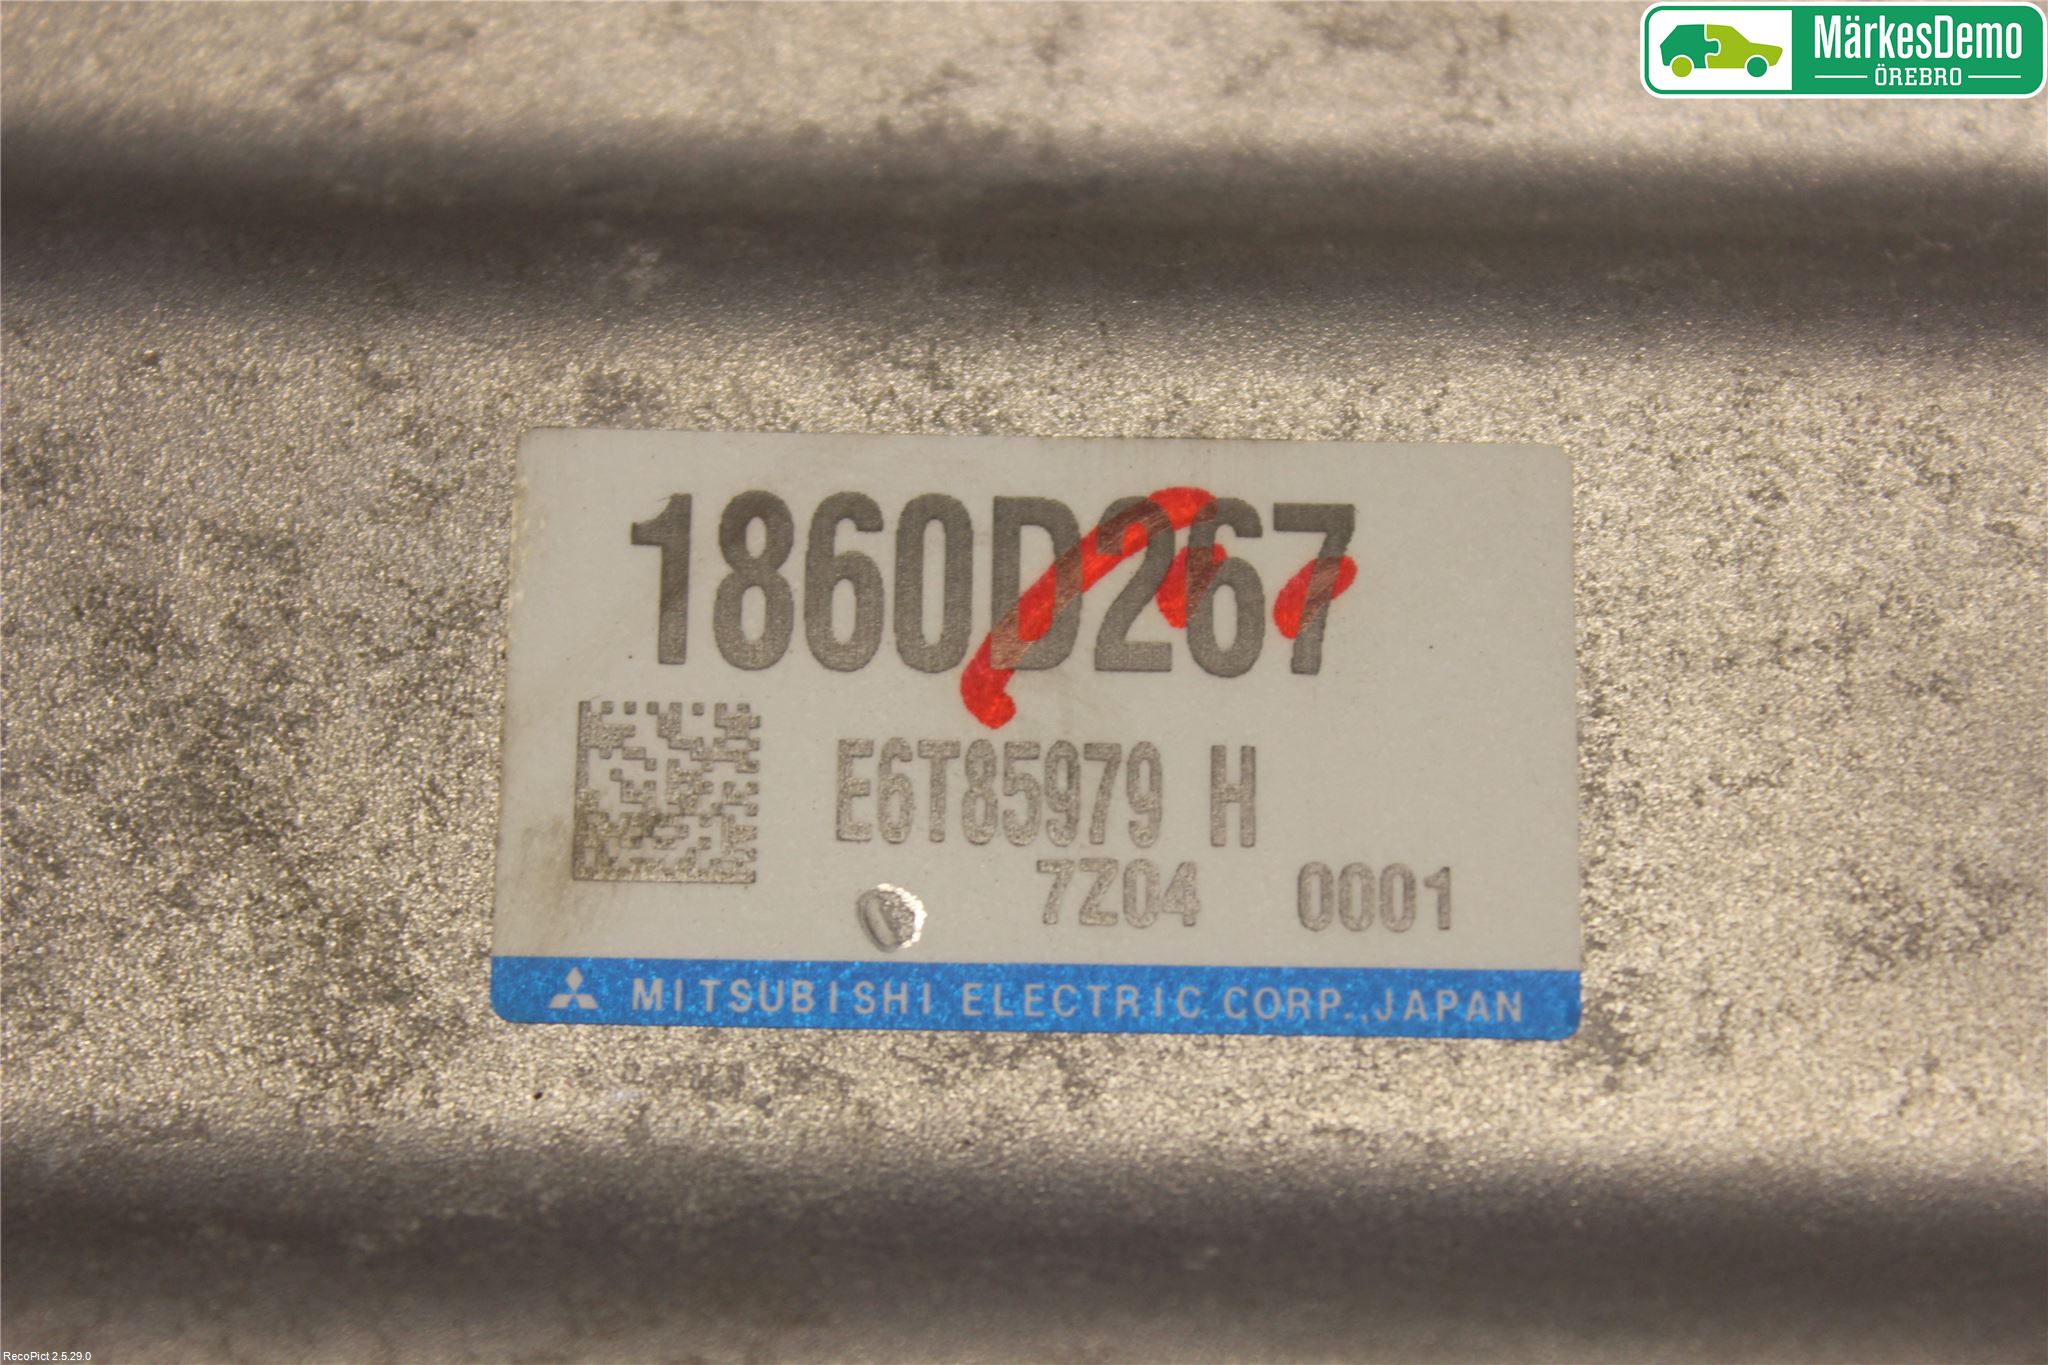 MärkesDemo
ÖREBRO
1860D267
E6T85979 H
7Z04 0001
MITSUBISHI ELECTRIC CORP., JAPAN
RecoPict 2.5.29.0